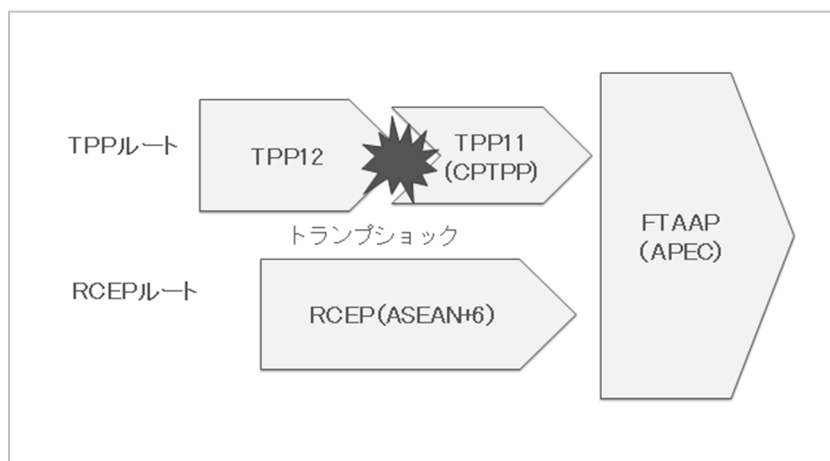 TPPルート
TPP12
TPP11
(CPTPP)
トランプショック
FTAAP
(APEC)
RCEPルート
RCEP(ASEAN+6)